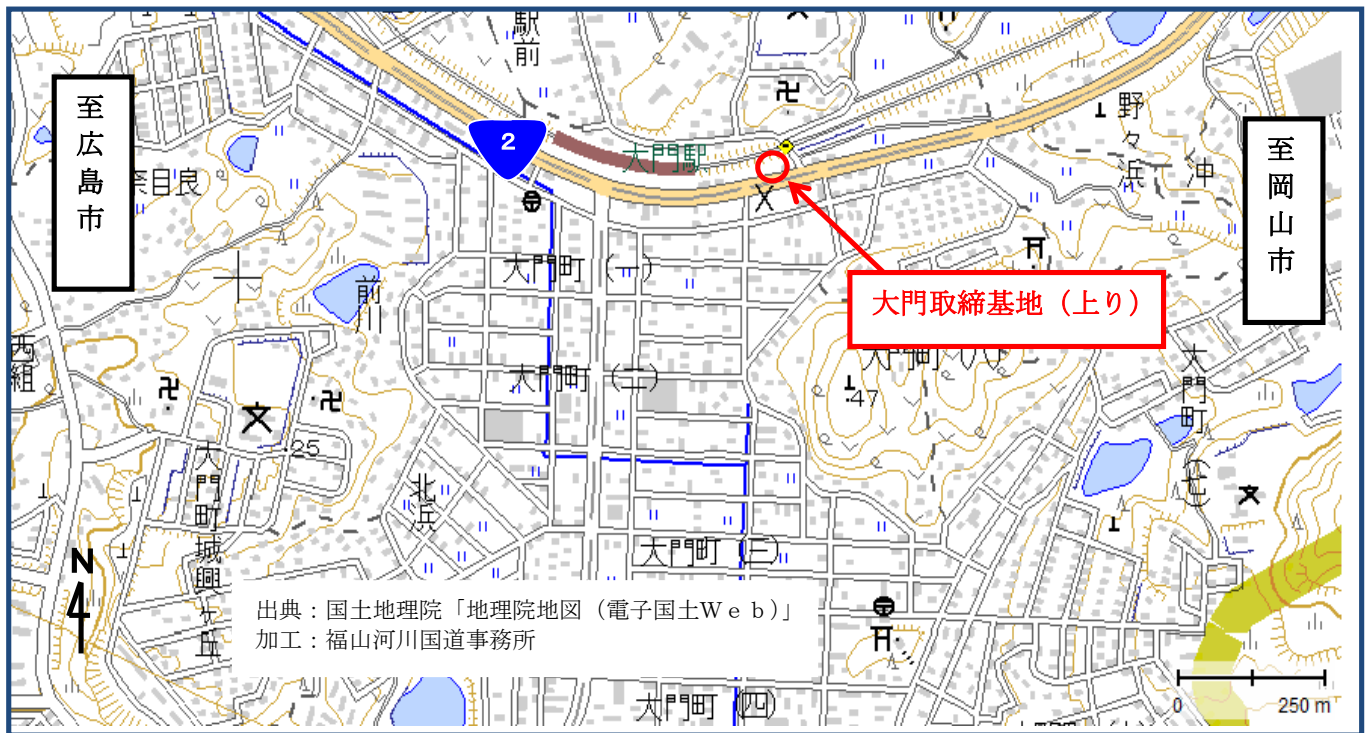 駅前
至広島市
2
大門駅
野々浜
沖
至岡山市
奈良目
前川
大門町(一)
大門取締基地(上り)
大門町(二)
大門町(八)
47
西組
大門町(七)
25
大門町城興ヶ丘
北浜
大門町(三)
N
出典:国土地理院「地理院地図(電子国土Web)」
加工:福山河川国道事務所
大門町(四)
0 250 m